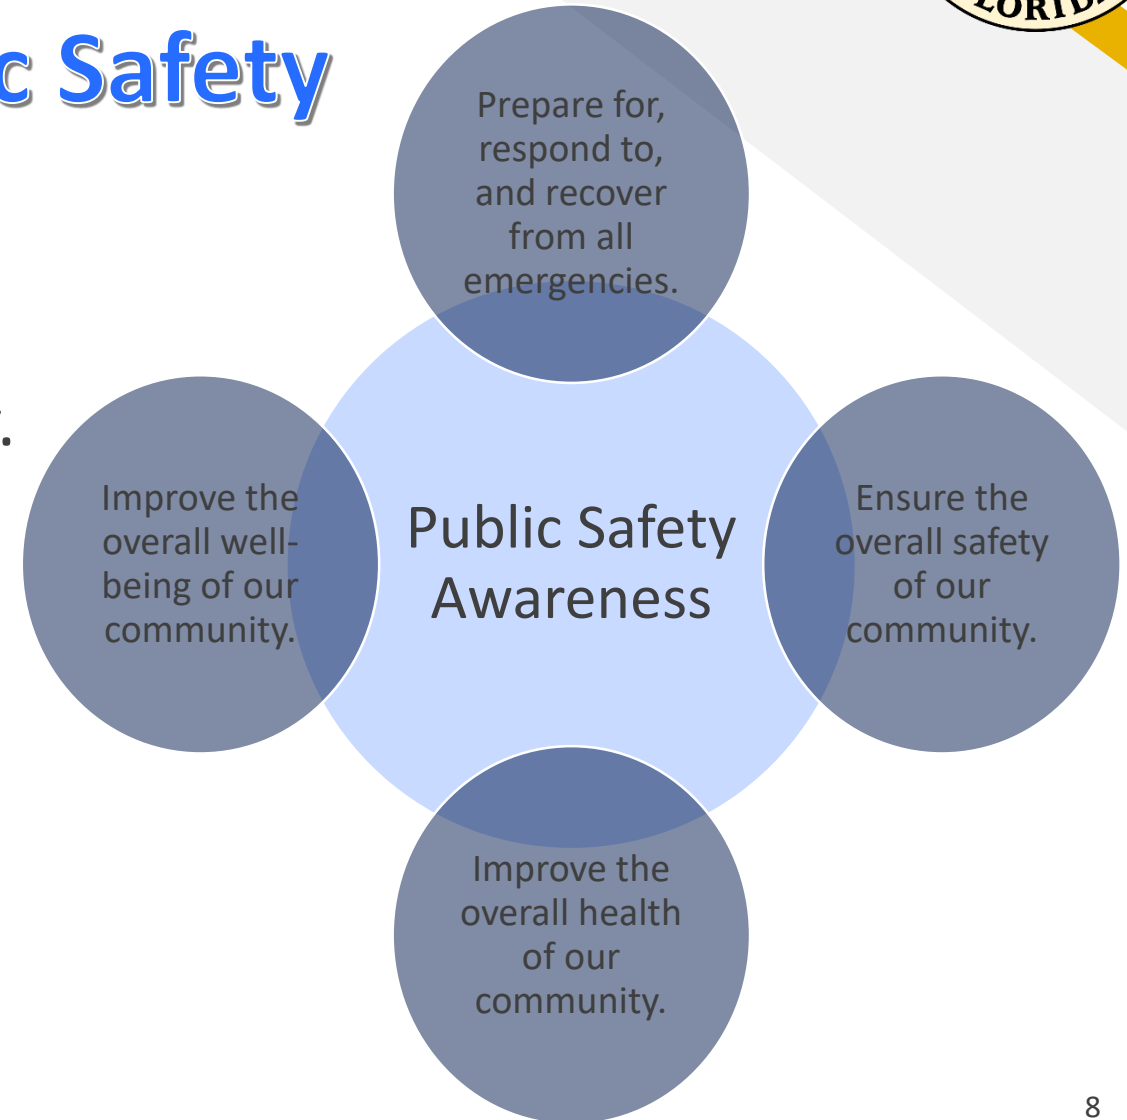 c Safety
Prepare for,
respond to,
and recover
from all
emergencies.
Improve the
overall well-
being of our
community.
Public Safety
Awareness
Ensure the
overall safety
of our
community.
Improve the
overall health
of our
community.
8